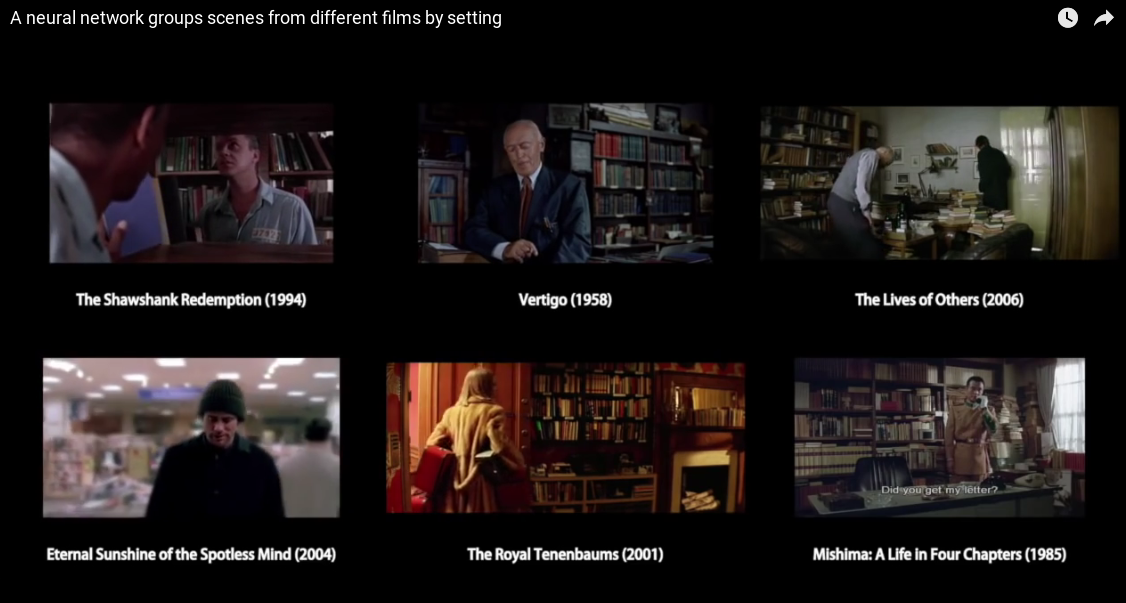 A neural network groups scenes from different films by setting
The Shawshank Redemption (1994)
Vertigo (1958)
The Lives of Others (2006)
Did you get my letter?
Eternal Sunshine of the Spotless Mind (2004)
The Royal Tenenbaums (2001)
Mishima: A Life in Four Chapters (1985)